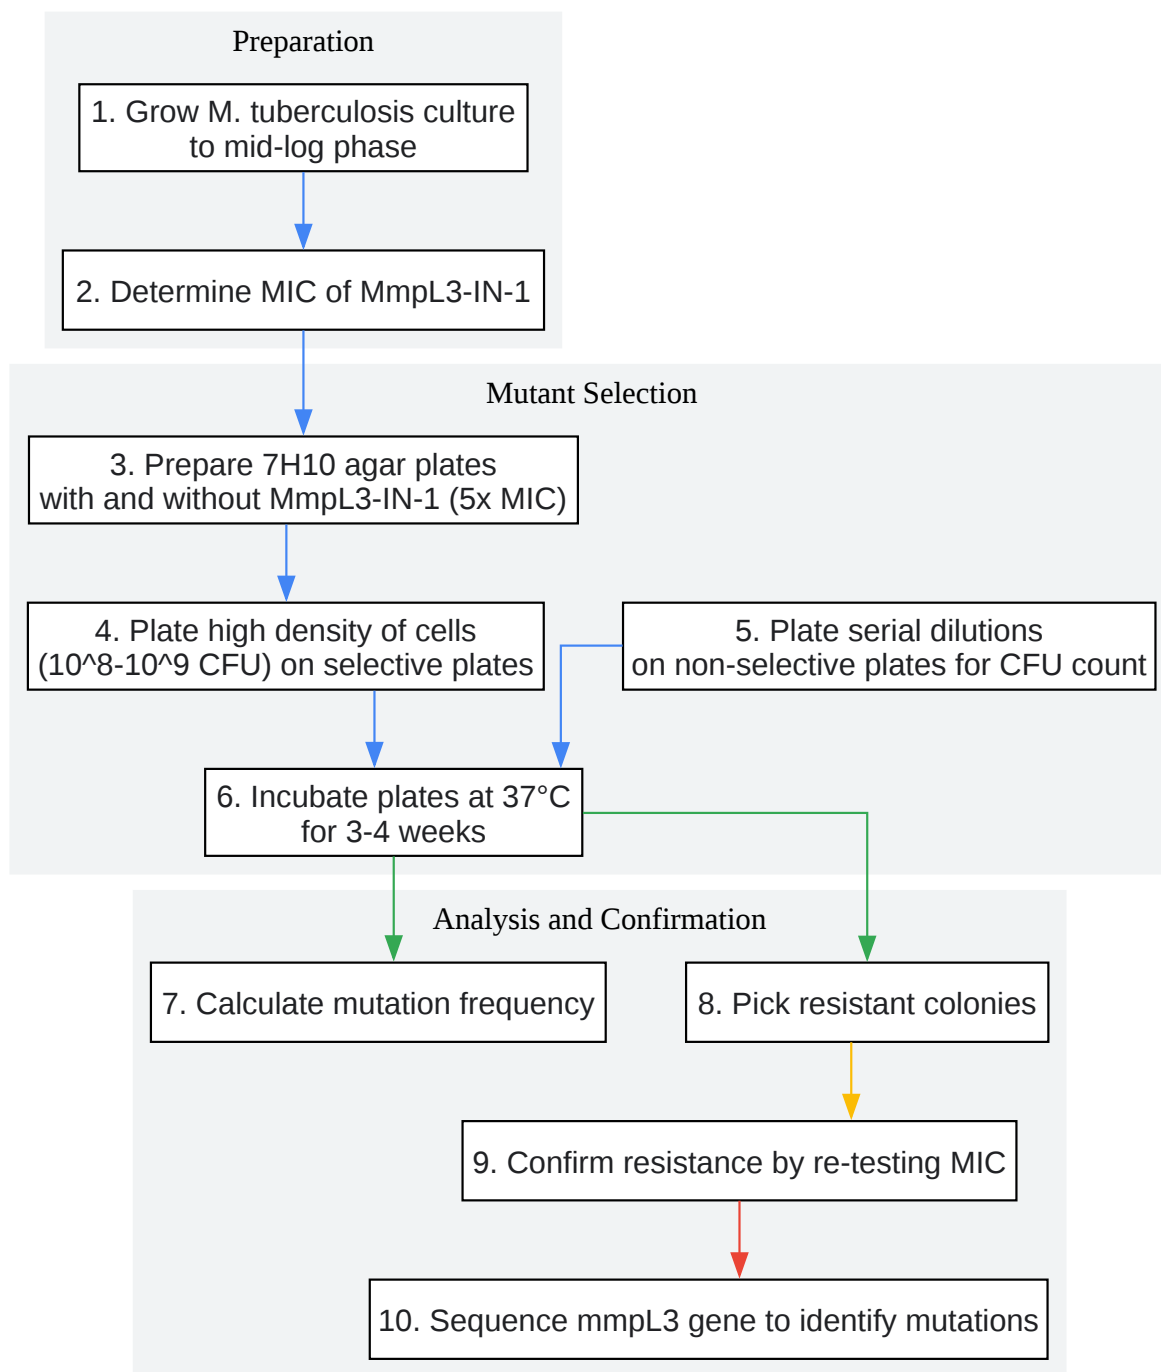 Preparation
1. Grow M. tuberculosis culture
to mid-log phase
2. Determine MIC of MmpL3-IN-1
Mutant Selection
3. Prepare 7H10 agar plates
with and without MmpL3-IN-1 (5x MIC)
4. Plate high density of cells
(10^8-10^9 CFU) on selective plates
5. Plate serial dilutions
on non-selective plates for CFU count
6. Incubate plates at 37°C
for 3-4 weeks
Analysis and Confirmation
7. Calculate mutation frequency
8. Pick resistant colonies
9. Confirm resistance by re-testing MIC
10. Sequence mmpL3 gene to identify mutations